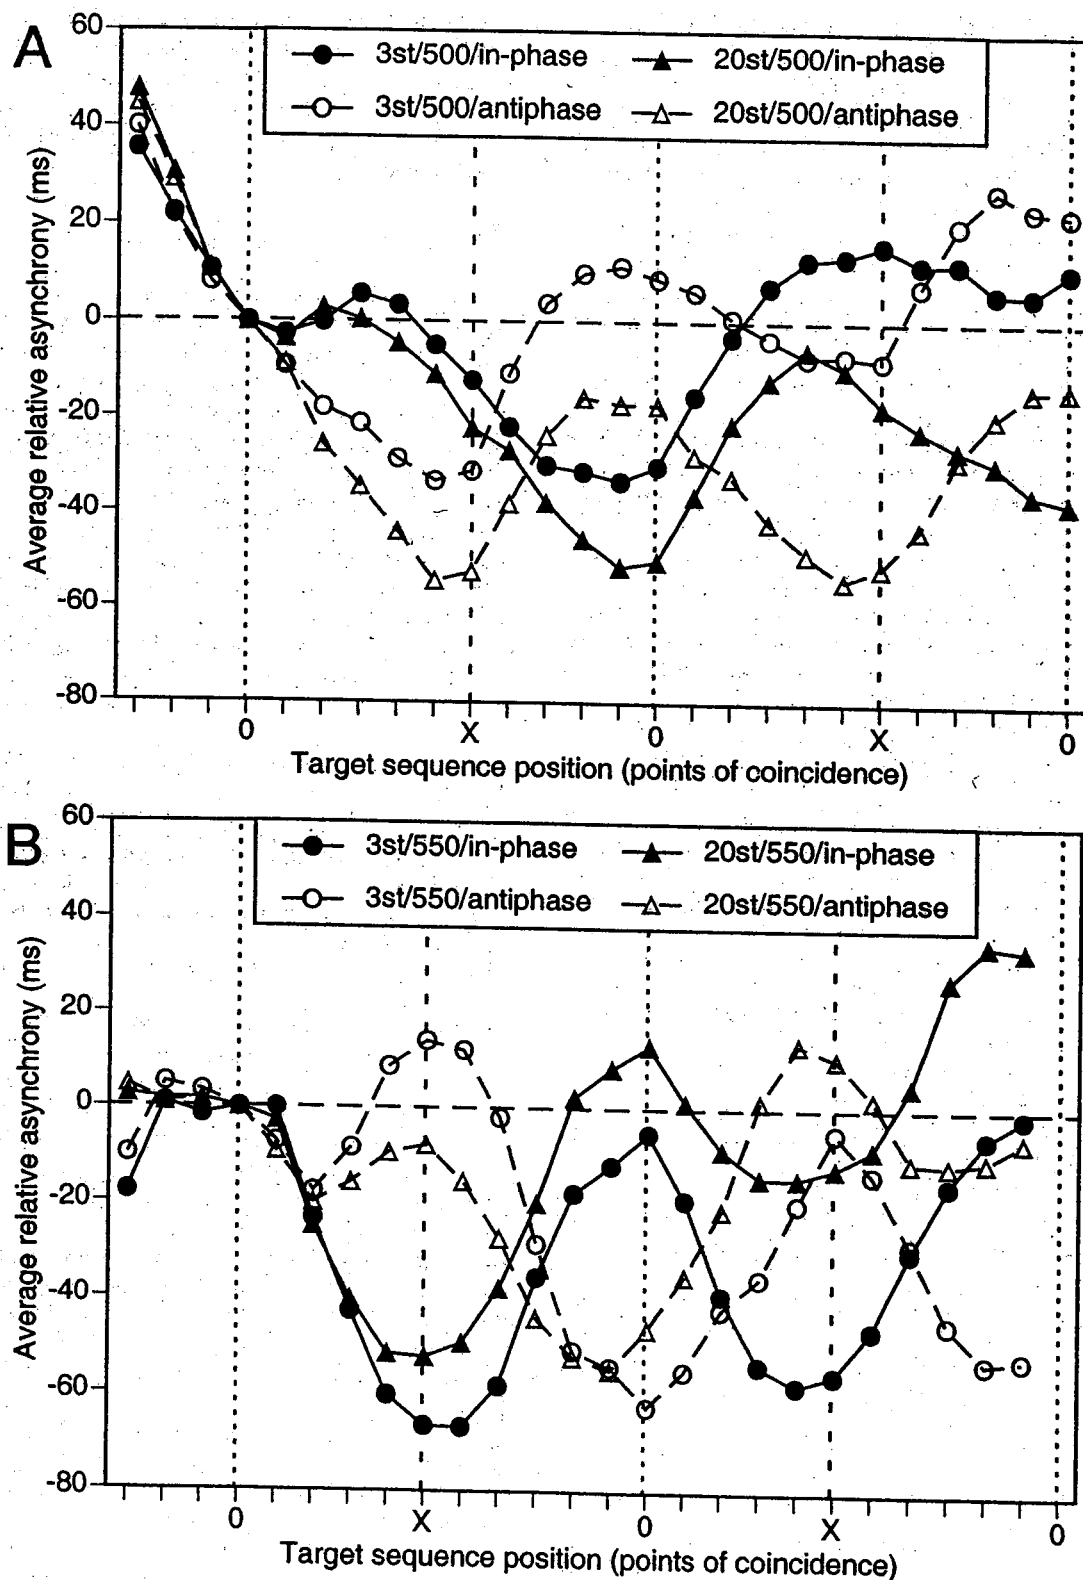 A
60
40
20
0
-20
-40
-60
-80
Average relative asynchrony (ms)
3st/500/in-phase
20st/500/in-phase
3st/500/antiphase
20st/500/antiphase
0 X 0 X 0
Target sequence position (points of coincidence)
B
60
40
20
0
-20
-40
-60
-80
Average relative asynchrony (ms)
3st/550/in-phase
20st/550/in-phase
3st/550/antiphase
20st/550/antiphase
0 X 0 X 0
Target sequence position (points of coincidence)